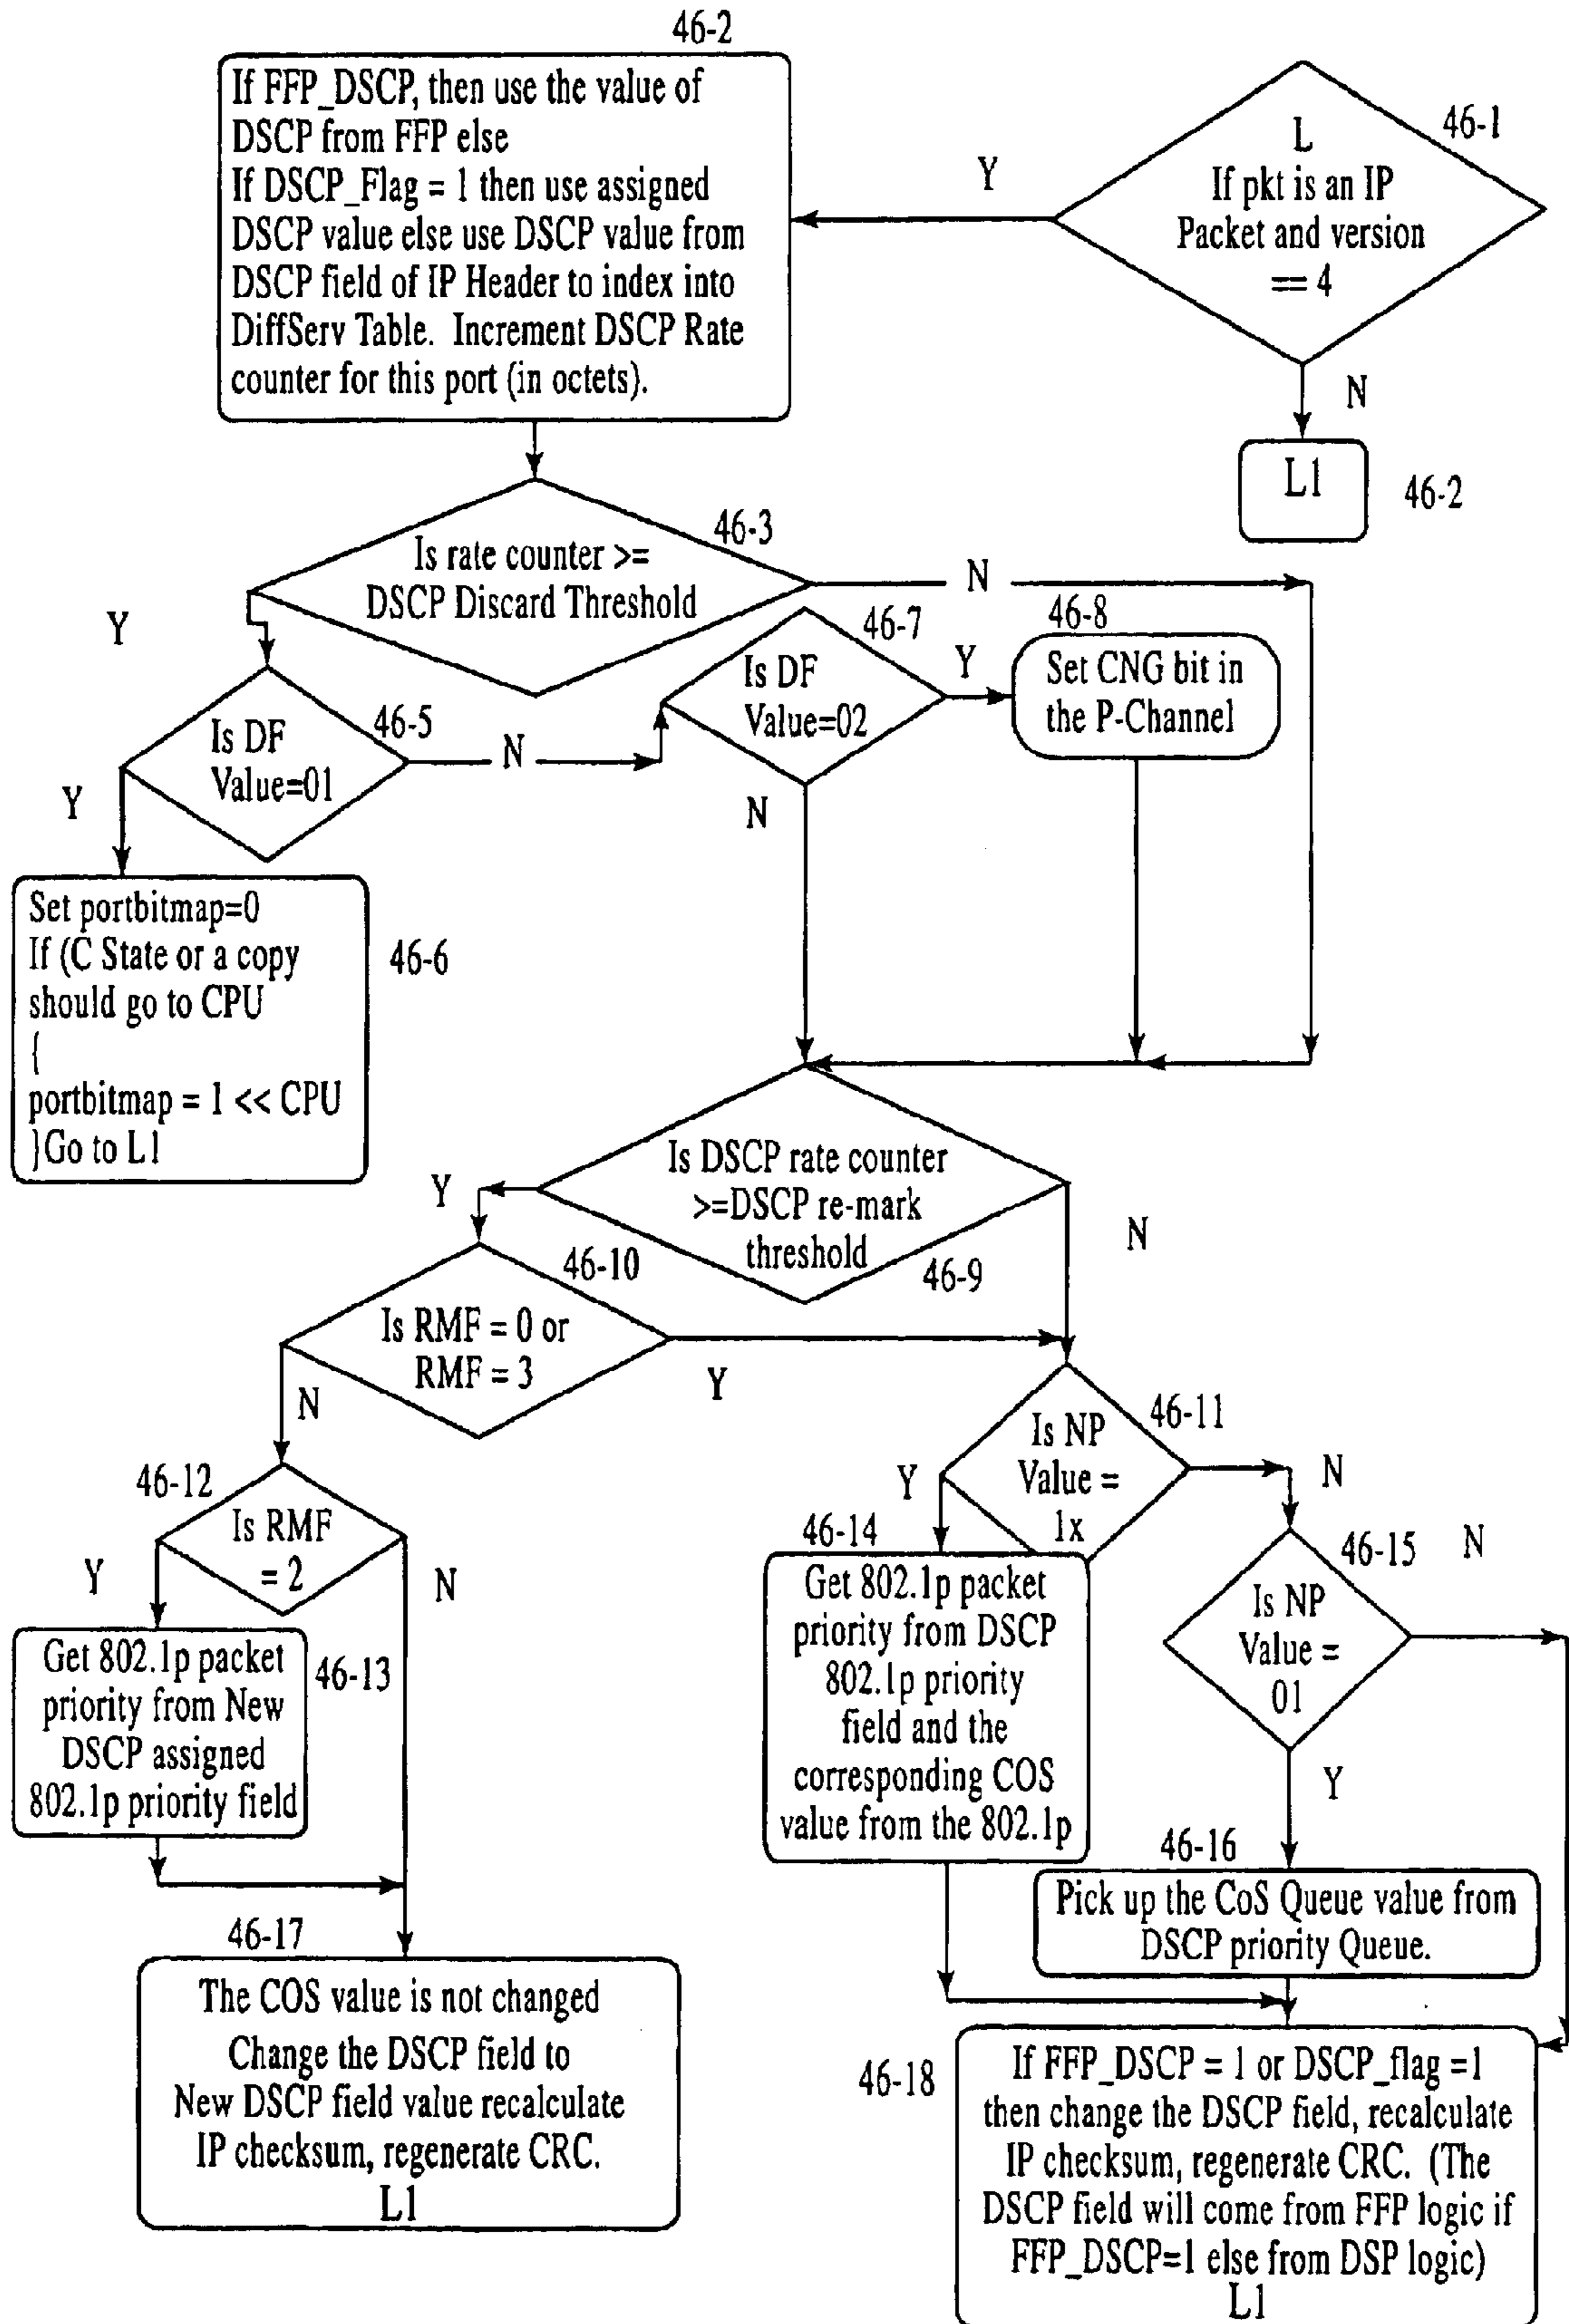 46-2
If FFP_DSCP, then use the value of
DSCP from FFP else
If DSCP_Flag = 1 then use assigned
DSCP value else use DSCP value from
DSCP field of IP Header to index into
DiffServ Table. Increment DSCP Rate
counter for this port (in octets).
46-1
L
If pkt is an IP
Packet and version
== 4
Y
N
L1
46-2
46-3
Is rate counter >=
DSCP Discard Threshold
Y
N
46-5
Is DF
Value=01
Y
N
46-7
Is DF
Value=02
Y
N
46-8
Set CNG bit in
the P-Channel
Set portbitmap=0
If (C State or a copy
should go to CPU
{
portbitmap = 1 << CPU
}Go to L1
46-6
Is DSCP rate counter
>=DSCP re-mark
threshold
46-9
Y
N
46-10
Is RMF = 0 or
RMF = 3
Y
N
46-11
Is NP
Value =
1x
Y
N
46-12
Is RMF
= 2
Y
N
46-13
Get 802.1p packet
priority from New
DSCP assigned
802.1p priority field
46-14
Get 802.1p packet
priority from DSCP
802.1p priority
field and the
corresponding COS
value from the 802.1p
46-15
Is NP
Value =
01
N
Y
46-16
Pick up the CoS Queue value from
DSCP priority Queue.
46-17
The COS value is not changed
Change the DSCP field to
New DSCP field value recalculate
IP checksum, regenerate CRC.
L1
46-18
If FFP_DSCP = 1 or DSCP_flag =1
then change the DSCP field, recalculate
IP checksum, regenerate CRC. (The
DSCP field will come from FFP logic if
FFP_DSCP=1 else from DSP logic)
L1